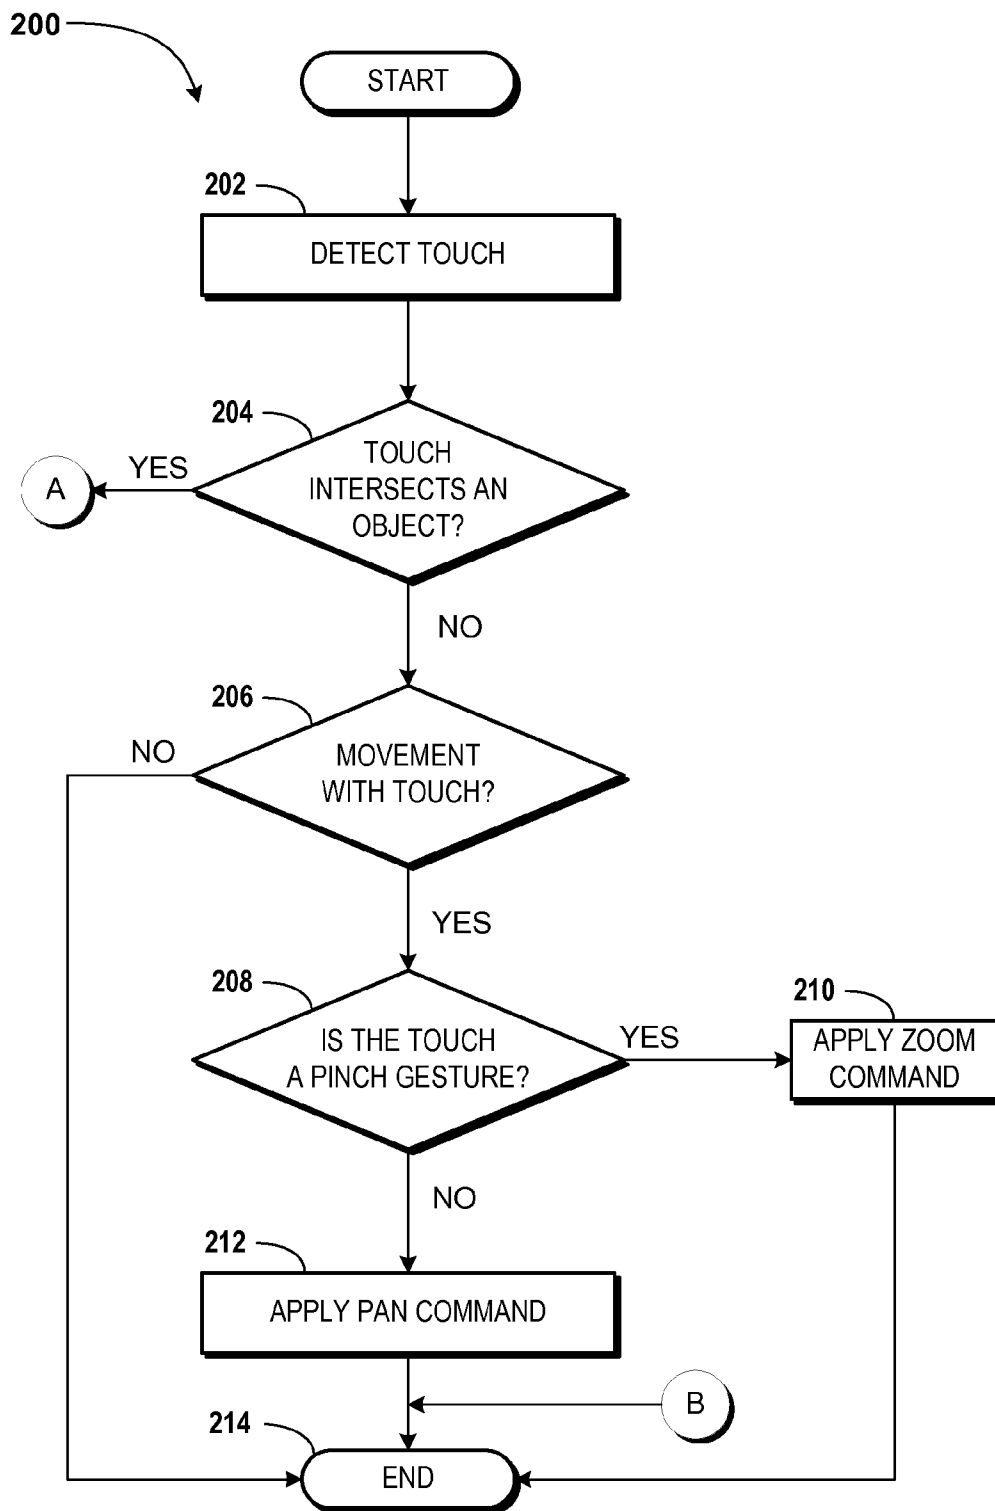 200
START
202
DETECT TOUCH
204
TOUCH
INTERSECTS AN
OBJECT?
YES
A
NO
206
MOVEMENT
WITH TOUCH?
NO
YES
208
IS THE TOUCH
A PINCH GESTURE?
YES
210
APPLY ZOOM
COMMAND
NO
212
APPLY PAN COMMAND
B
214
END